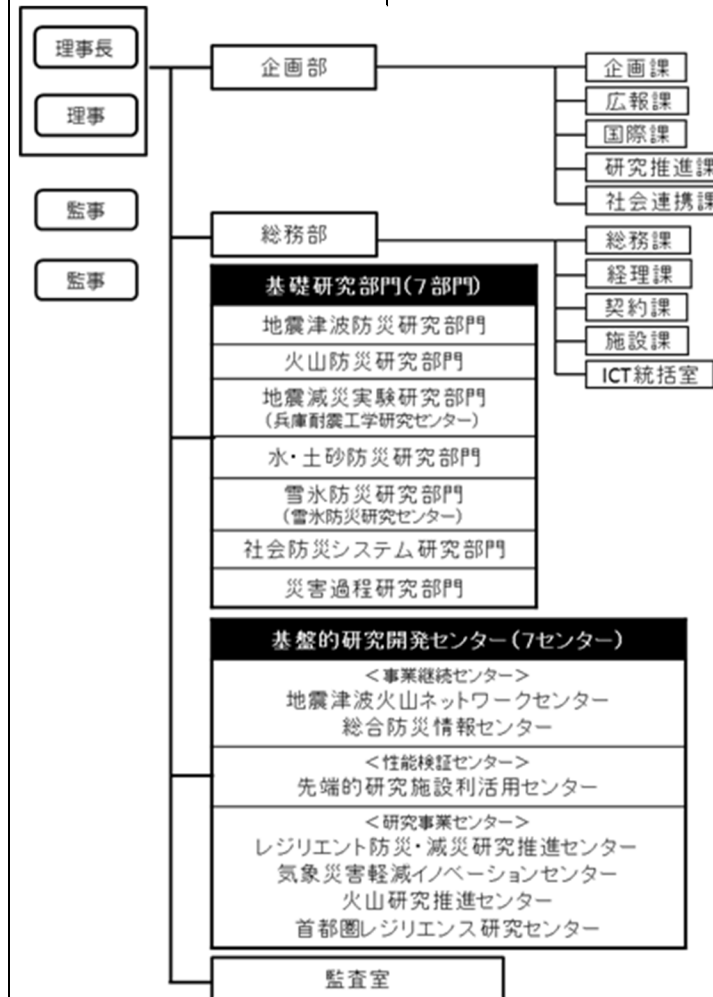 理事長
理事
監事
監事
企画部
企画課
広報課
国際課
研究推進課
社会連携課
総務部
総務課
経理課
契約課
施設課
ICT統括室
基礎研究部門(7部門)
地震津波防災研究部門
火山防災研究部門
地震減災実験研究部門
(兵庫耐震工学研究センター)
水・土砂防災研究部門
雪氷防災研究部門
(雪氷防災研究センター)
社会防災システム研究部門
災害過程研究部門
基盤的研究開発センター(7センター)
<事業継続センター>
地震津波火山ネットワークセンター
総合防災情報センター
<性能検証センター>
先端的研究施設利活用センター
<研究事業センター>
レジリエント防災・減災研究推進センター
気象災害軽減イノベーションセンター
火山研究推進センター
首都圏レジリエンス研究センター
監査室